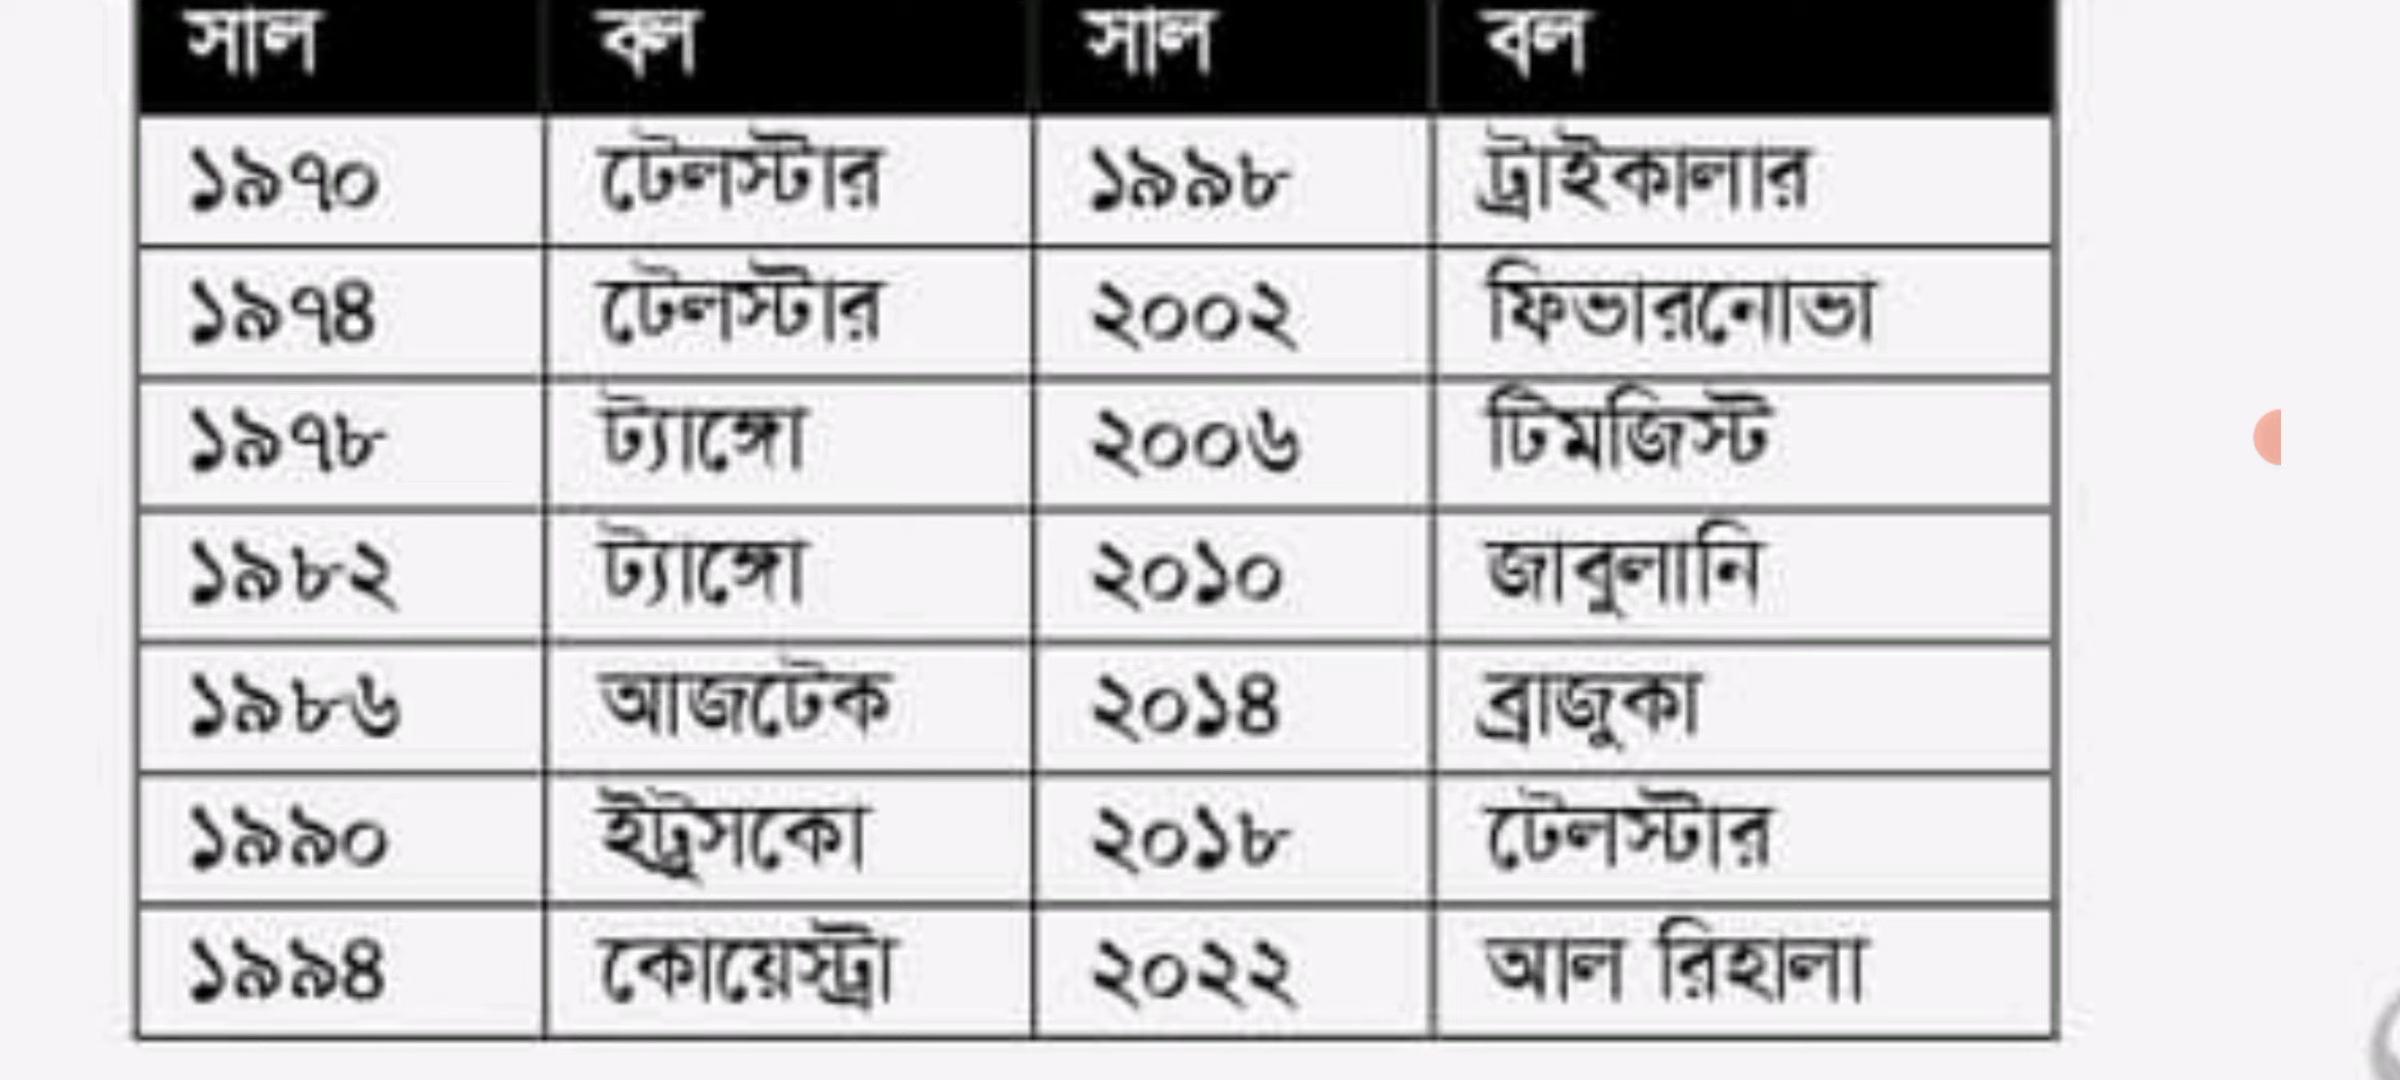 সাল বল সাল বল
১৯৭০ টেলস্টার ১৯৯৮ ট্রাইকালার
১৯৭৪ টেলস্টার ২০০২ ফিভারনোভা
১৯৭৮ ট্যাঙ্গো ২০০৬ টিমজিস্ট
১৯৮২ ট্যাঙ্গো ২০১০ জাবুলানি
১৯৮৬ আজটেক ২০১৪ ব্রাজুকা
১৯৯০ ইট্রুসকো ২০১৮ টেলস্টার
১৯৯৪ কোয়েস্ট্রা ২০২২ আল রিহালা